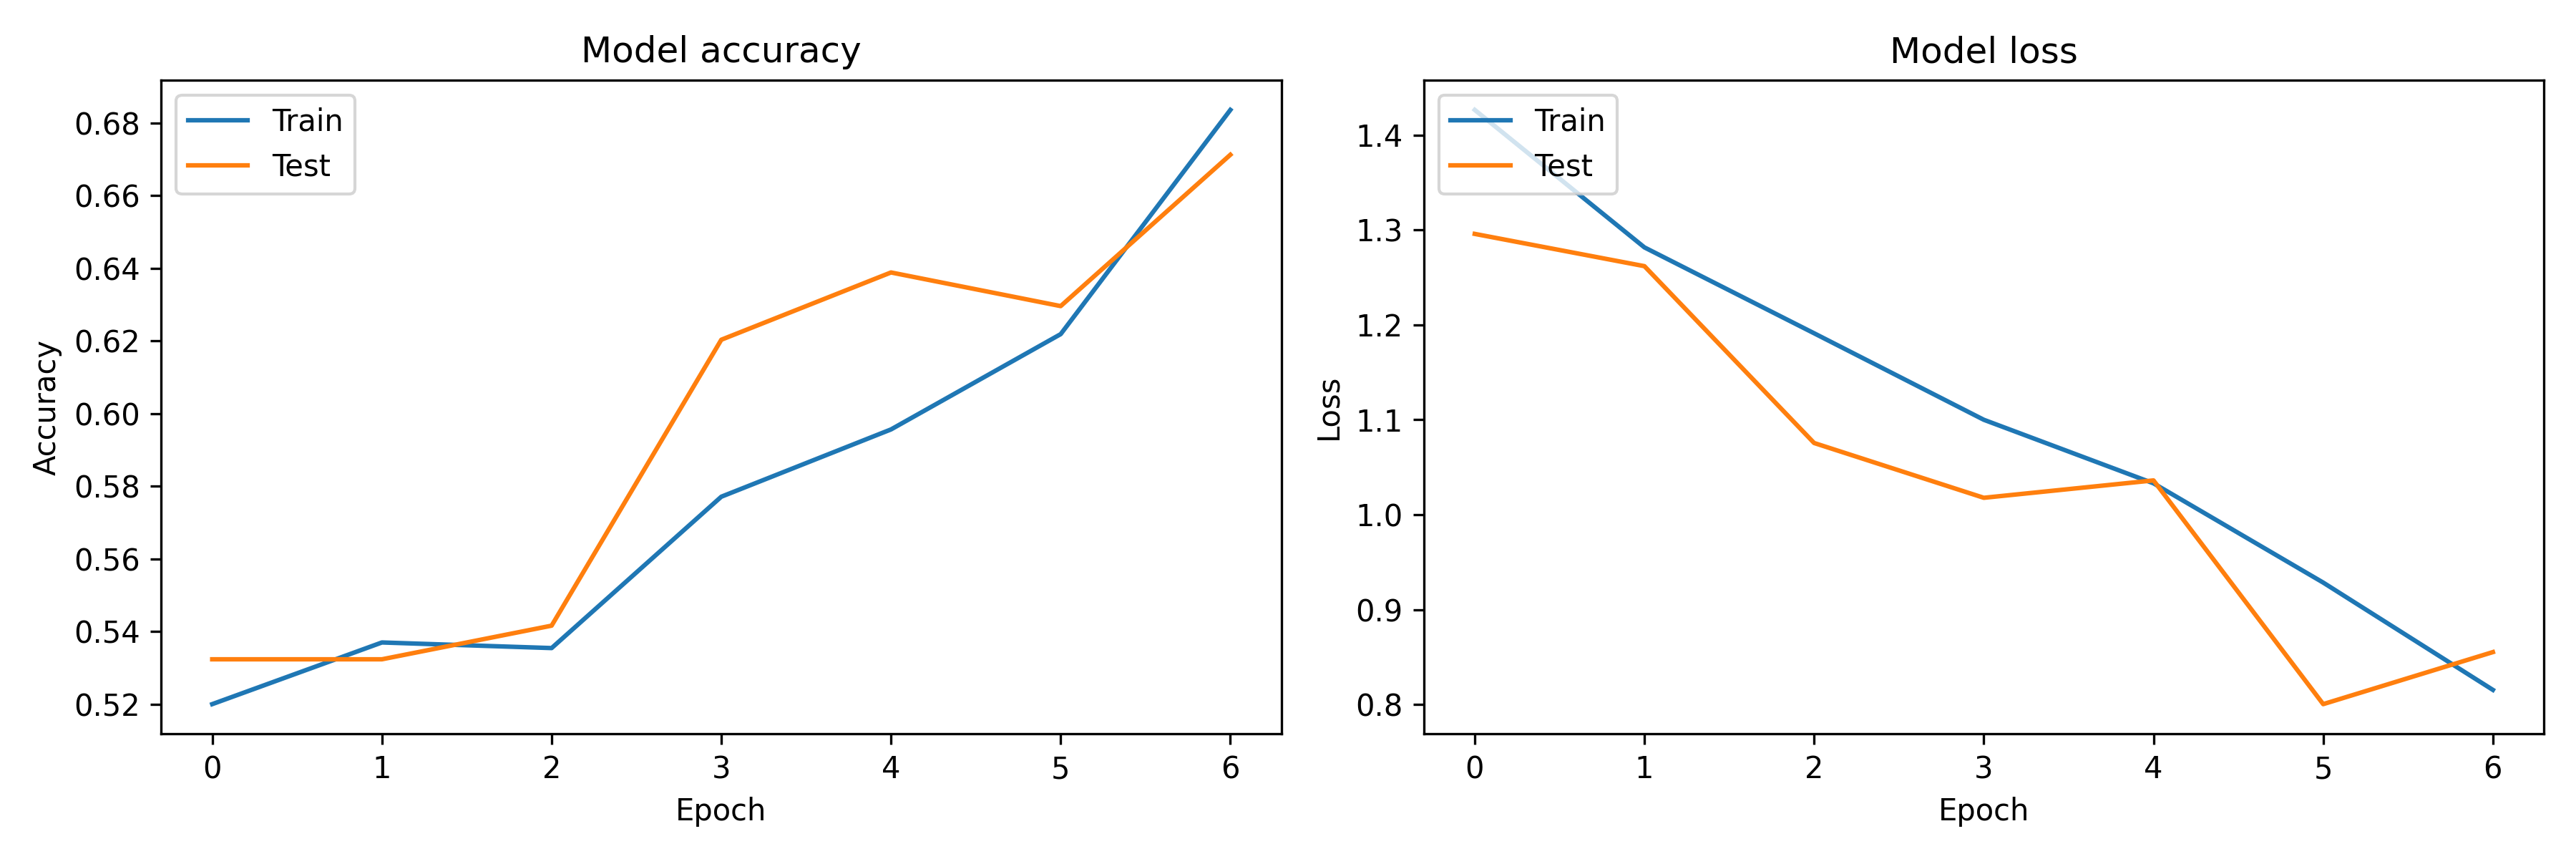 Model accuracy
Train
Test
0.68
0.66
0.64
0.62
0.60
0.58
0.56
0.54
0.52
Accuracy
0 1 2 3 4 5 6
Epoch
Model loss
Train
Test
1.4
1.3
1.2
1.1
1.0
0.9
0.8
Loss
0 1 2 3 4 5 6
Epoch